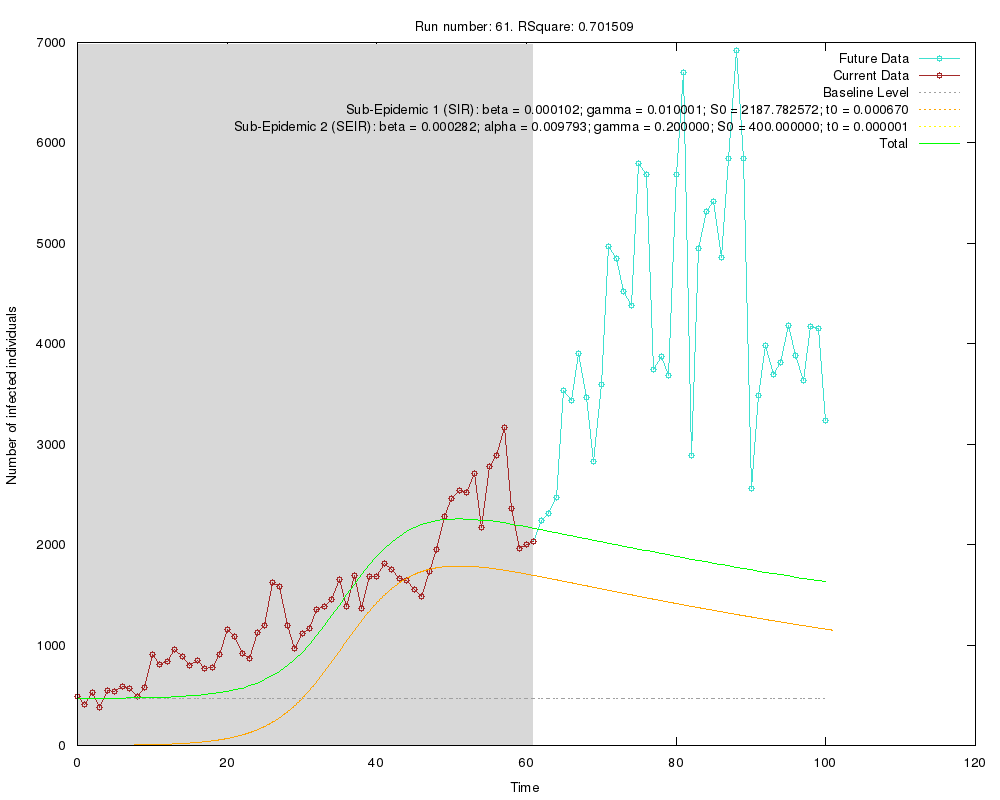 Run number: 61. RSquare: 0.701509
7000
6000
5000
4000
3000
2000
1000
0
Number of infected individuals
Future Data
Current Data
Baseline Level
Sub-Epidemic 1 (SIR): beta = 0.000102; gamma = 0.010001; S0 = 2187.782572; t0 = 0.000670
Sub-Epidemic 2 (SEIR): beta = 0.000282; alpha = 0.009793; gamma = 0.200000; S0 = 400.000000; t0 = 0.000001
Total
0 20 40 60 80 100 120
Time